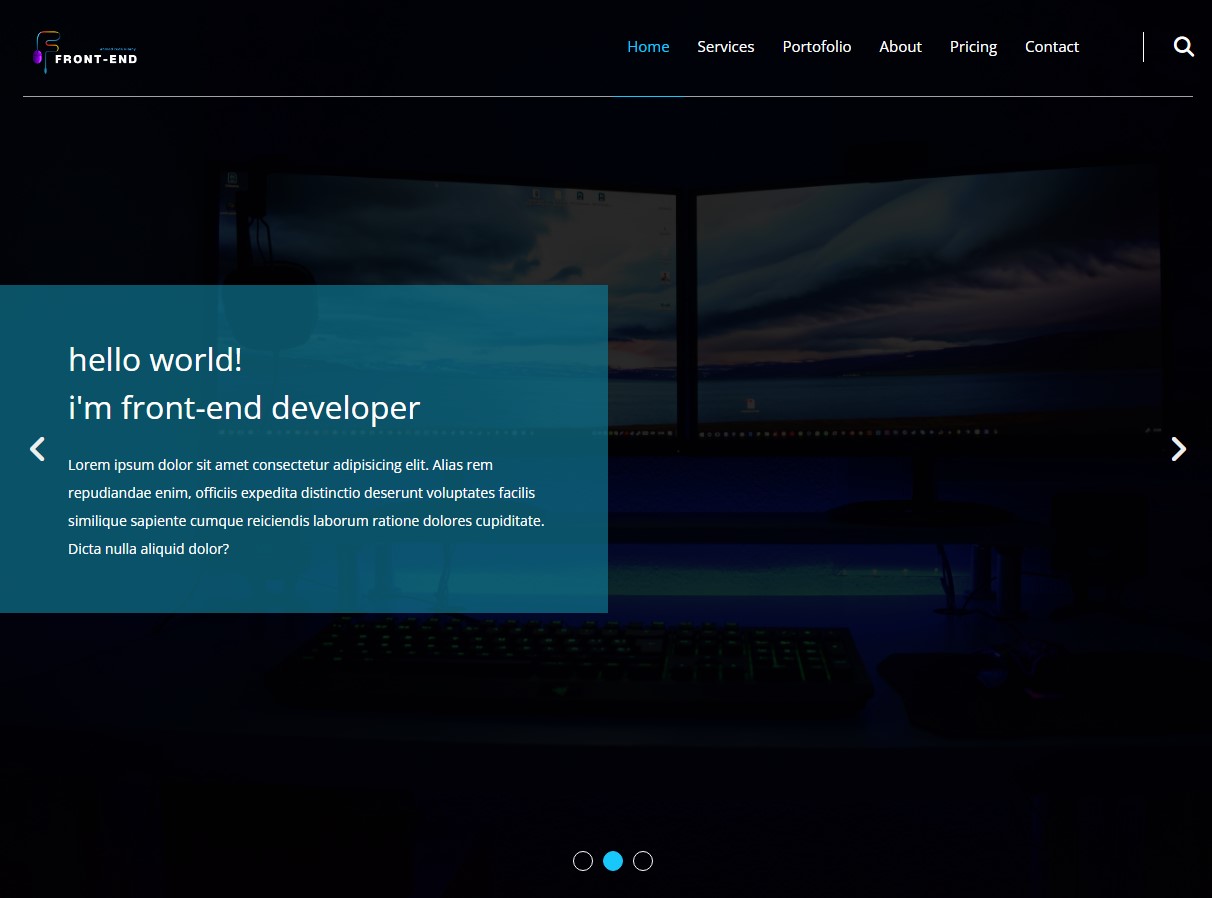 FRONT-END
Home Services Portofolio About Pricing Contact
hello world!
i'm front-end developer
Lorem ipsum dolor sit amet consectetur adipisicing elit. Alias rem
repudiandae enim, officiis expedita distinctio deserunt voluptates facilis
similique sapiente cumque reiciendis laborum ratione dolores cupiditate.
Dicta nulla aliquid dolor?